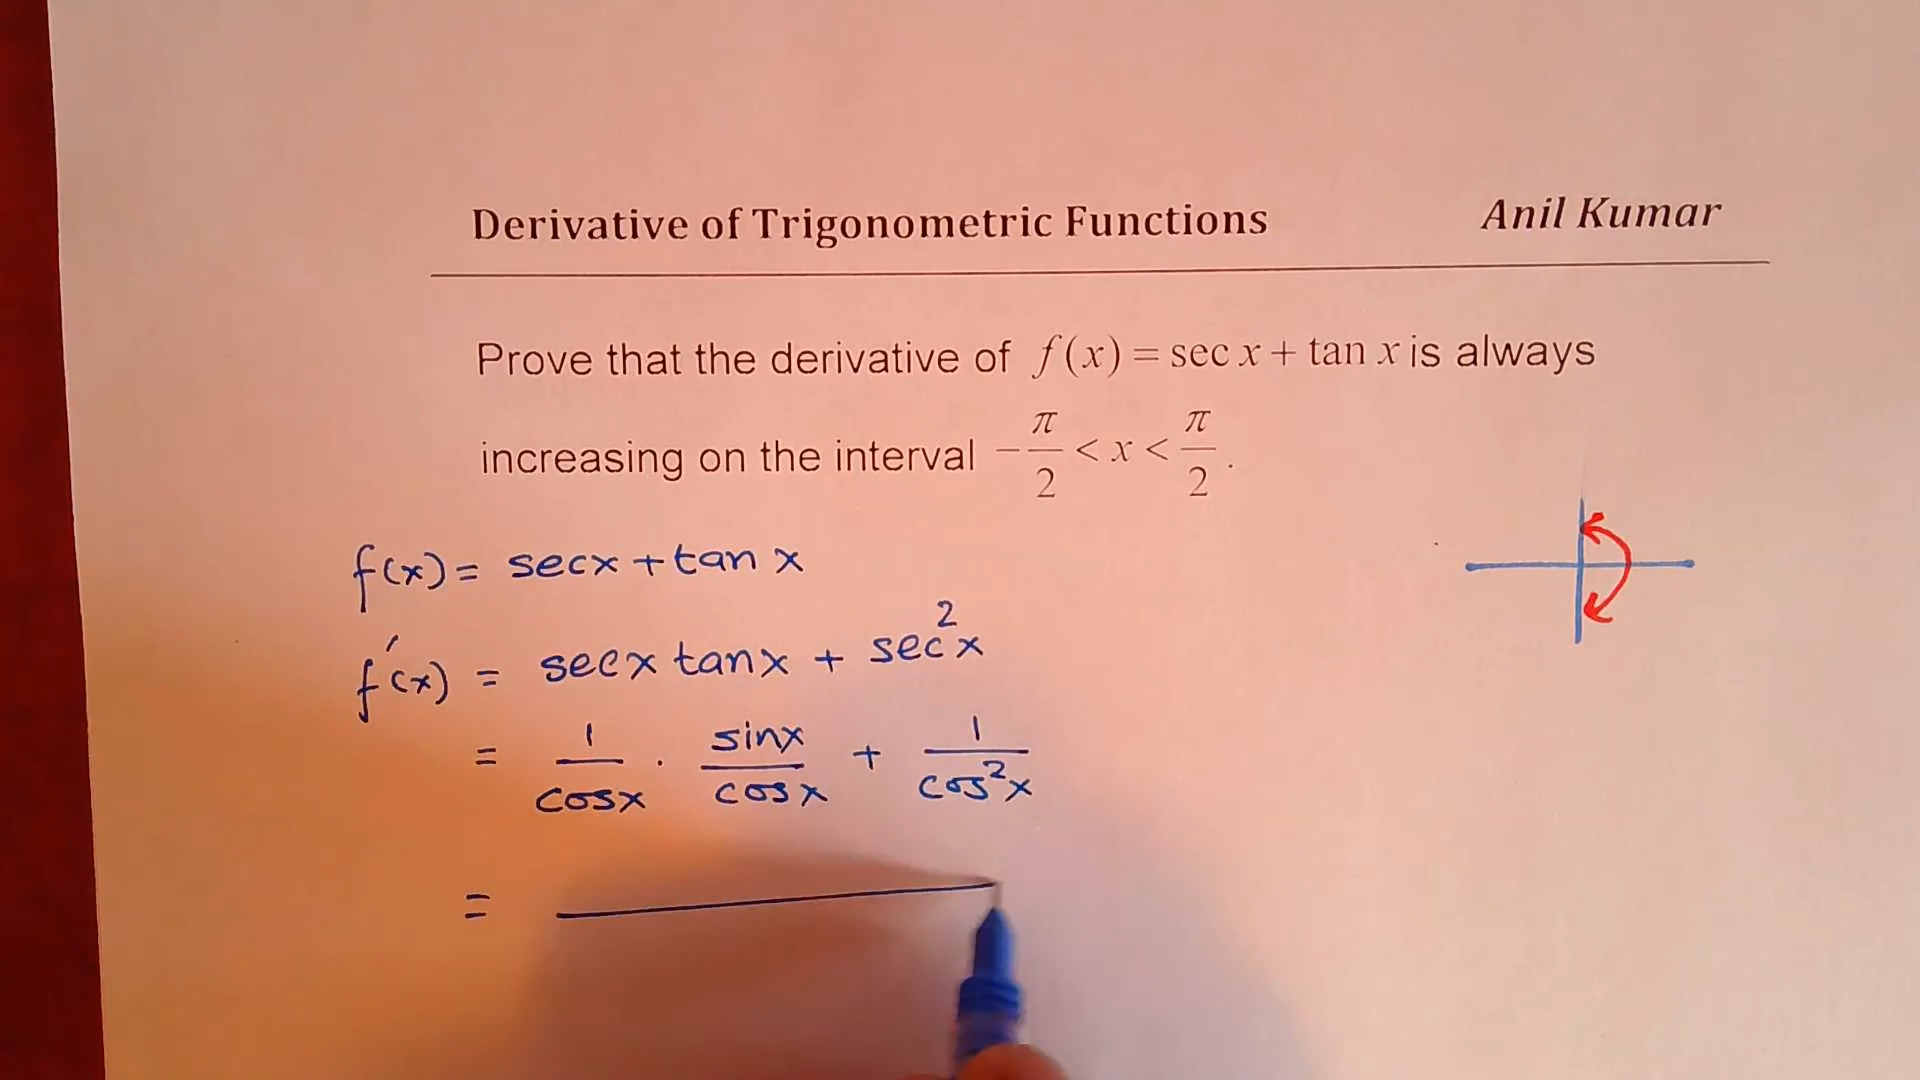 Derivative of Trigonometric Functions Anil Kumar
Prove that the derivative of f(x) = sec x + tan x is always
increasing on the interval -π/2 < x < π/2.
f(x) = secx + tan x
f'(x) = secx tanx + sec²x
= 1/cosx · sinx/cosx + 1/cos²x
=